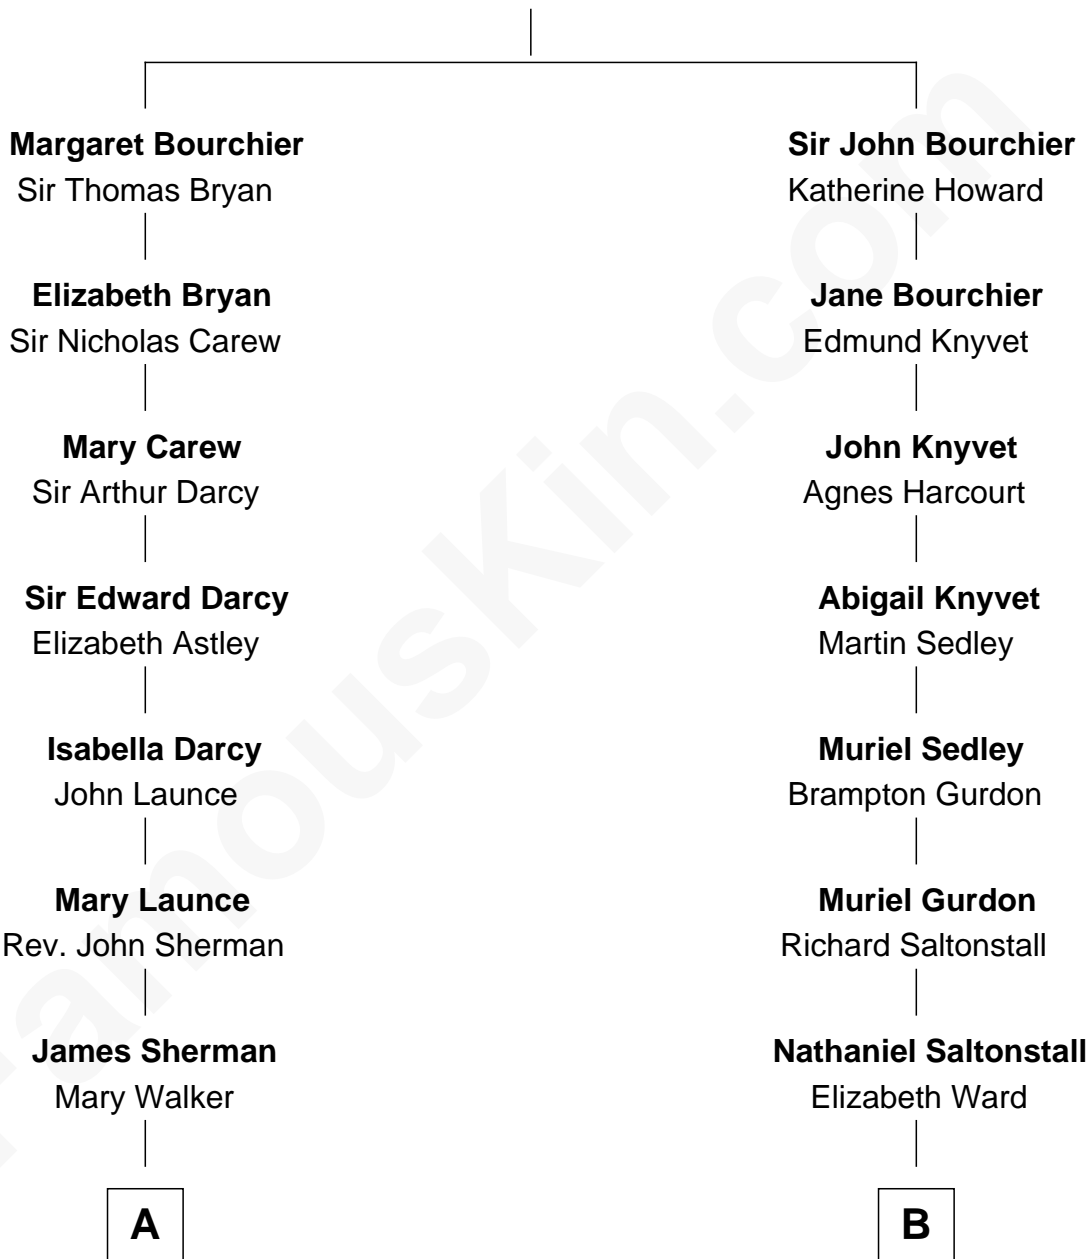 Margaret Bourchier
Sir Thomas Bryan
Elizabeth Bryan
Sir Nicholas Carew
Mary Carew
Sir Arthur Darcy
Sir Edward Darcy
Elizabeth Astley
Isabella Darcy
John Launce
Mary Launce
Rev. John Sherman
James Sherman
Mary Walker
A
Sir John Bourchier
Katherine Howard
Jane Bourchier
Edmund Knyvet
John Knyvet
Agnes Harcourt
Abigail Knyvet
Martin Sedley
Muriel Sedley
Brampton Gurdon
Muriel Gurdon
Richard Saltonstall
Nathaniel Saltonstall
Elizabeth Ward
B
FamousKin.com